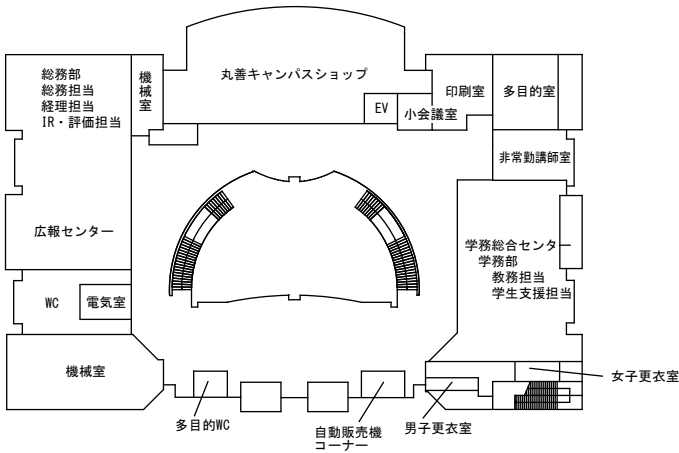 総務部
総務担当
経理担当
IR・評価担当
機械室
丸善キャンパスショップ
EV
小会議室
印刷室
多目的室
非常勤講師室
広報センター
学務総合センター
学務部
教務担当
学生支援担当
WC
電気室
機械室
多目的WC
自動販売機
コーナー
男子更衣室
女子更衣室